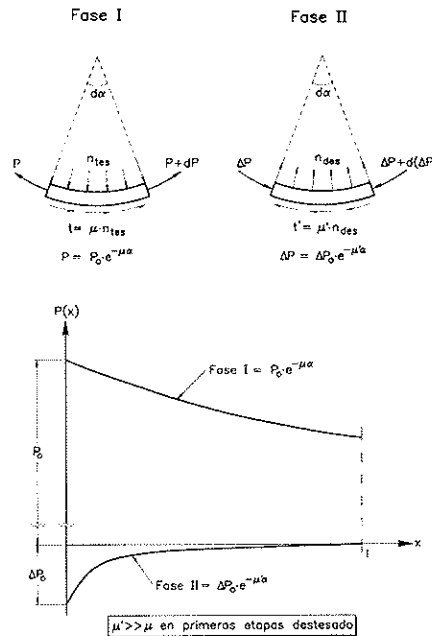 Fase I
Fase II
dα
dα
P
n_tes
P+dP
ΔP
n_des
ΔP+d(ΔP
t= μ·n_tes
t'= μ'·n_des
P = P₀·e^-μα
ΔP = ΔP₀·e^-μ'α
P(x)
Fase I = P₀·e^-μα
P₀
x
ΔP₀
Fase II = ΔP₀·e^-μ'α
μ'>>μ en primeras etapas destesado